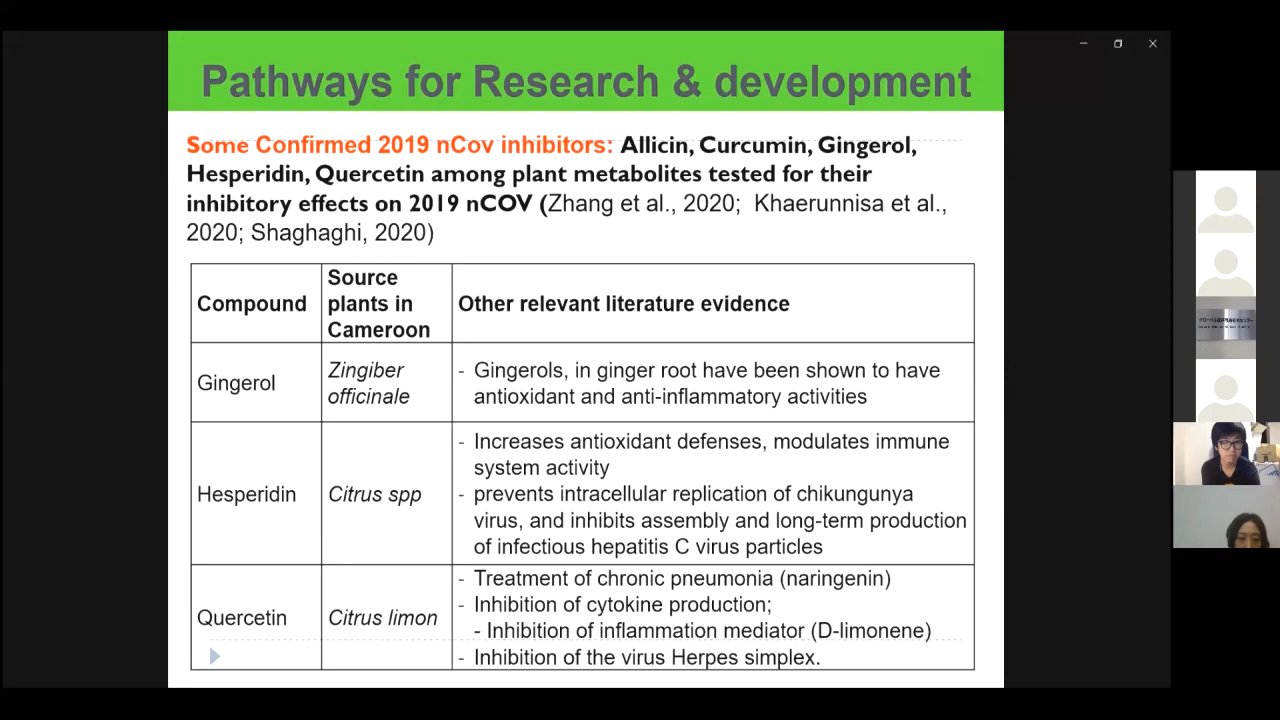 Pathways for Research & development
Some Confirmed 2019 nCov inhibitors: Allicin, Curcumin, Gingerol,
Hesperidin, Quercetin among plant metabolites tested for their
inhibitory effects on 2019 nCOV (Zhang et al., 2020; Khaerunnisa et al.,
2020; Shaghaghi, 2020)
Compound
Source
plants in
Cameroon
Other relevant literature evidence
Gingerol
Zingiber
officinale
- Gingerols, in ginger root have been shown to have
antioxidant and anti-inflammatory activities
Hesperidin
Citrus spp
- Increases antioxidant defenses, modulates immune
system activity
- prevents intracellular replication of chikungunya
virus, and inhibits assembly and long-term production
of infectious hepatitis C virus particles
Quercetin
Citrus limon
- Treatment of chronic pneumonia (naringenin)
- Inhibition of cytokine production;
- Inhibition of inflammation mediator (D-limonene)
- Inhibition of the virus Herpes simplex.